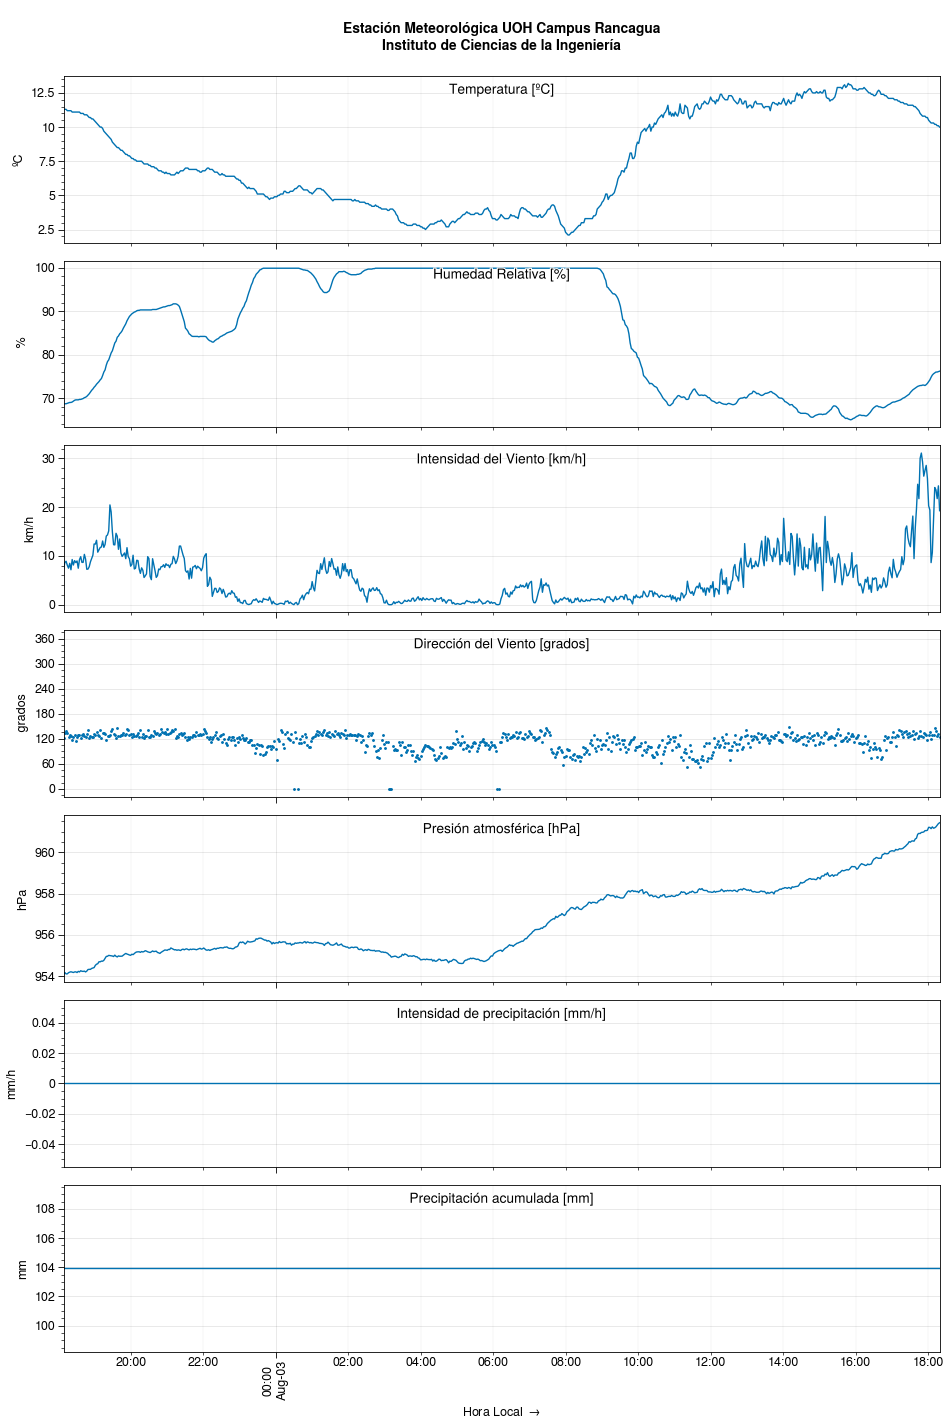 Estación Meteorológica UOH Campus Rancagua
Instituto de Ciencias de la Ingeniería
Temperatura [ºC]
ºC
12.5
10
7.5
5
2.5
Humedad Relativa [%]
%
100
90
80
70
Intensidad del Viento [km/h]
km/h
30
20
10
0
Dirección del Viento [grados]
grados
360
300
240
180
120
60
0
Presión atmosférica [hPa]
hPa
960
958
956
954
Intensidad de precipitación [mm/h]
mm/h
0.04
0.02
0
−0.02
−0.04
Precipitación acumulada [mm]
mm
108
106
104
102
100
20:00
22:00
00:00
Aug-03
02:00
04:00
06:00
08:00
10:00
12:00
14:00
16:00
18:00
Hora Local →